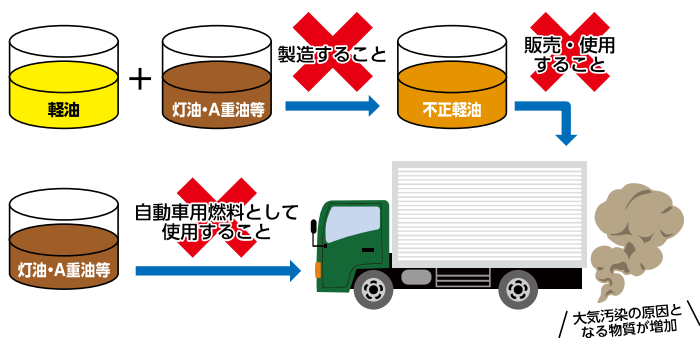 軽油
+
灯油・A重油等
製造すること
不正軽油
販売・使用
すること
灯油・A重油等
自動車用燃料として
使用すること
大気汚染の原因と
なる物質が増加